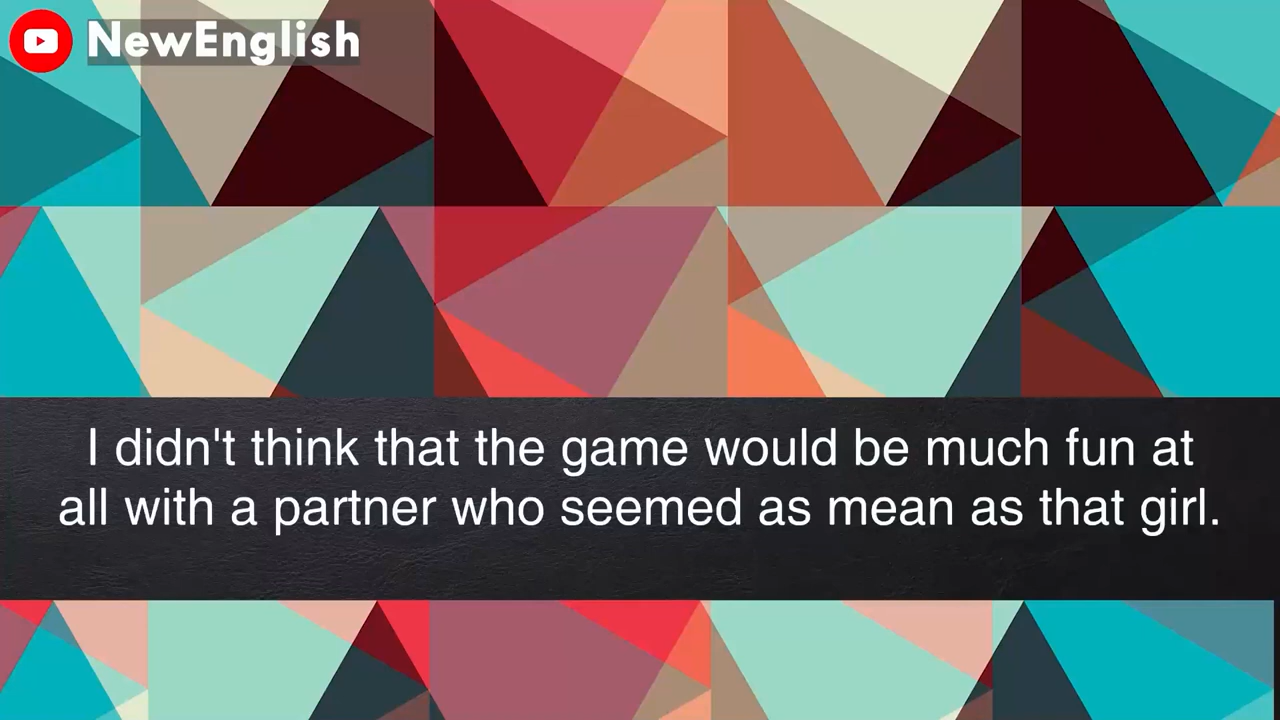 NewEnglish
I didn't think that the game would be much fun at
all with a partner who seemed as mean as that girl.